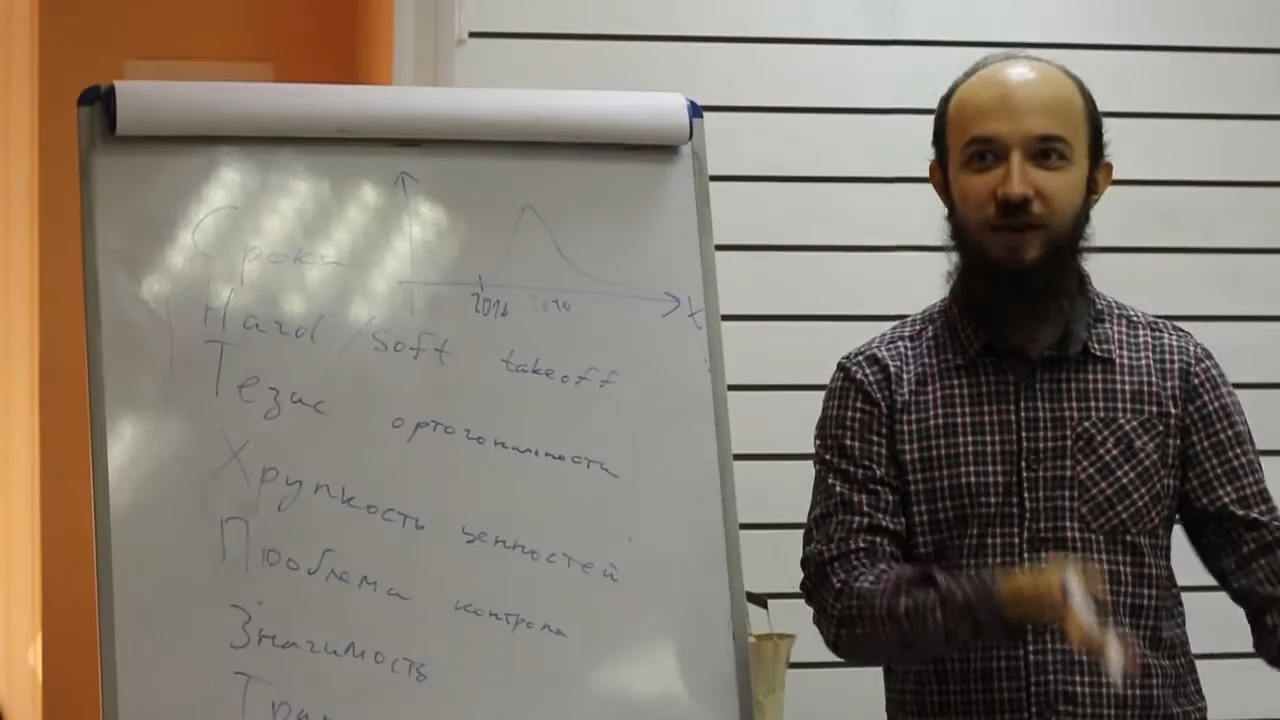 Сроки
2016 t
Hard / Soft takeoff
Тезис ортогональности
Хрупкость ценностей
Проблема контроля
Значимость